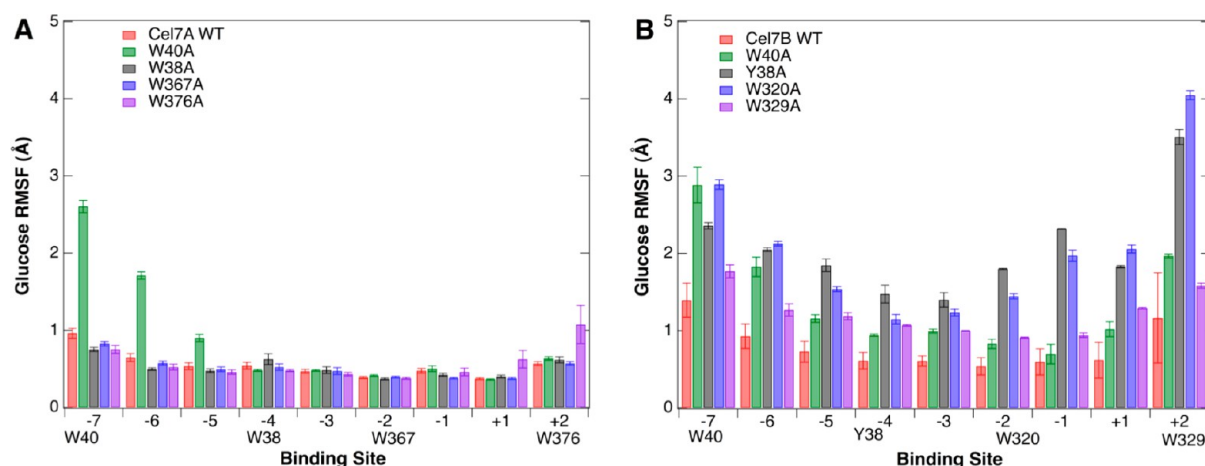 A
Cel7A WT
W40A
W38A
W367A
W376A
Glucose RMSF (Å)
5
4
3
2
1
0
-7 -6 -5 -4 -3 -2 -1 +1 +2
W40 W38 W367 W376
Binding Site
B
Cel7B WT
W40A
Y38A
W320A
W329A
Glucose RMSF (Å)
5
4
3
2
1
0
-7 -6 -5 -4 -3 -2 -1 +1 +2
W40 Y38 W320 W329
Binding Site